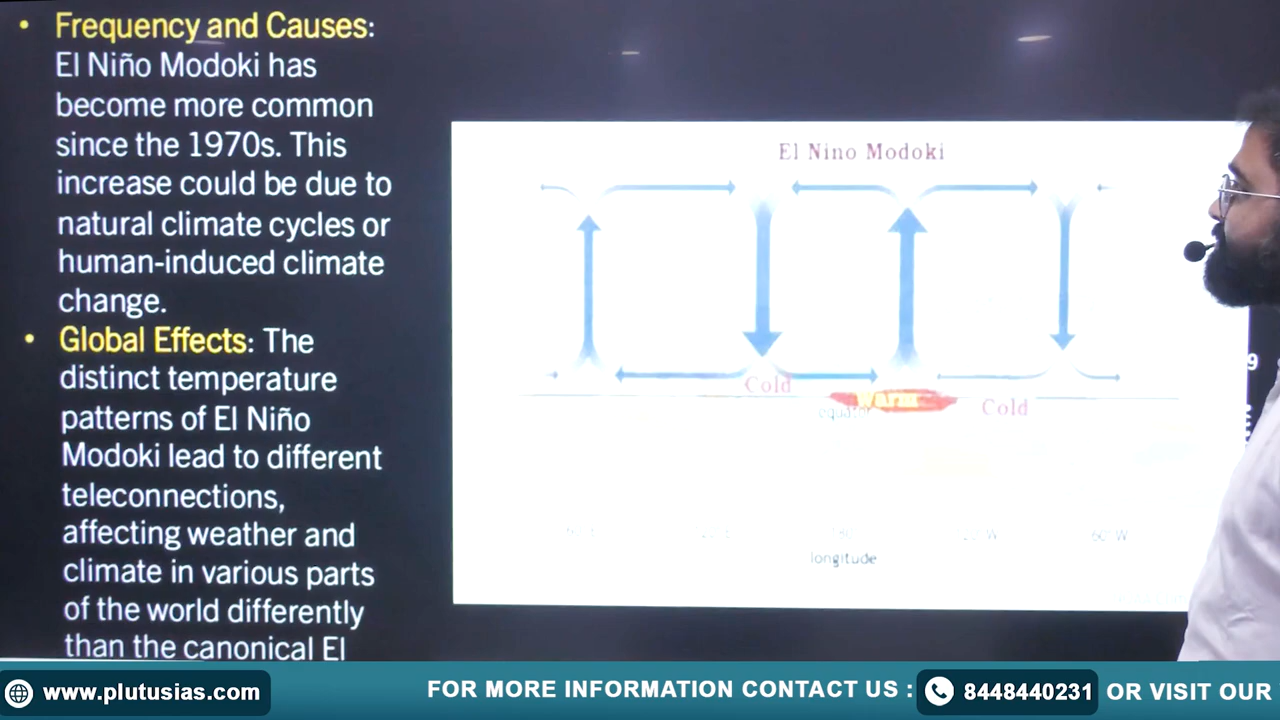 • Frequency and Causes:
El Niño Modoki has
become more common
since the 1970s. This
increase could be due to
natural climate cycles or
human-induced climate
change.
• Global Effects: The
distinct temperature
patterns of El Niño
Modoki lead to different
teleconnections,
affecting weather and
climate in various parts
of the world differently
than the canonical El
El Nino Modoki
Cold
Warm
Cold
60° W
longitude
9
www.plutusias.com
FOR MORE INFORMATION CONTACT US :
8448440231
OR VISIT OUR